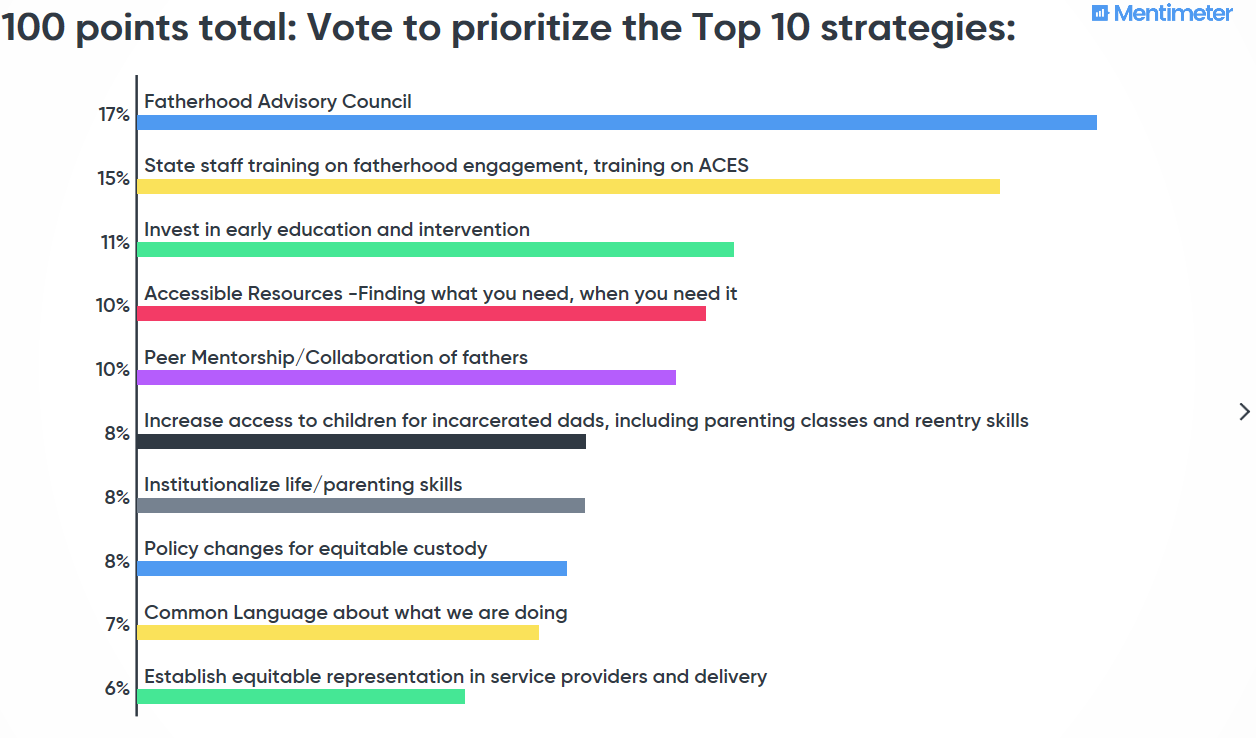 100 points total: Vote to prioritize the Top 10 strategies:
Mentimeter
Fatherhood Advisory Council
17%
State staff training on fatherhood engagement, training on ACES
15%
Invest in early education and intervention
11%
Accessible Resources -Finding what you need, when you need it
10%
Peer Mentorship/Collaboration of fathers
10%
Increase access to children for incarcerated dads, including parenting classes and reentry skills
8%
Institutionalize life/parenting skills
8%
Policy changes for equitable custody
8%
Common Language about what we are doing
7%
Establish equitable representation in service providers and delivery
6%